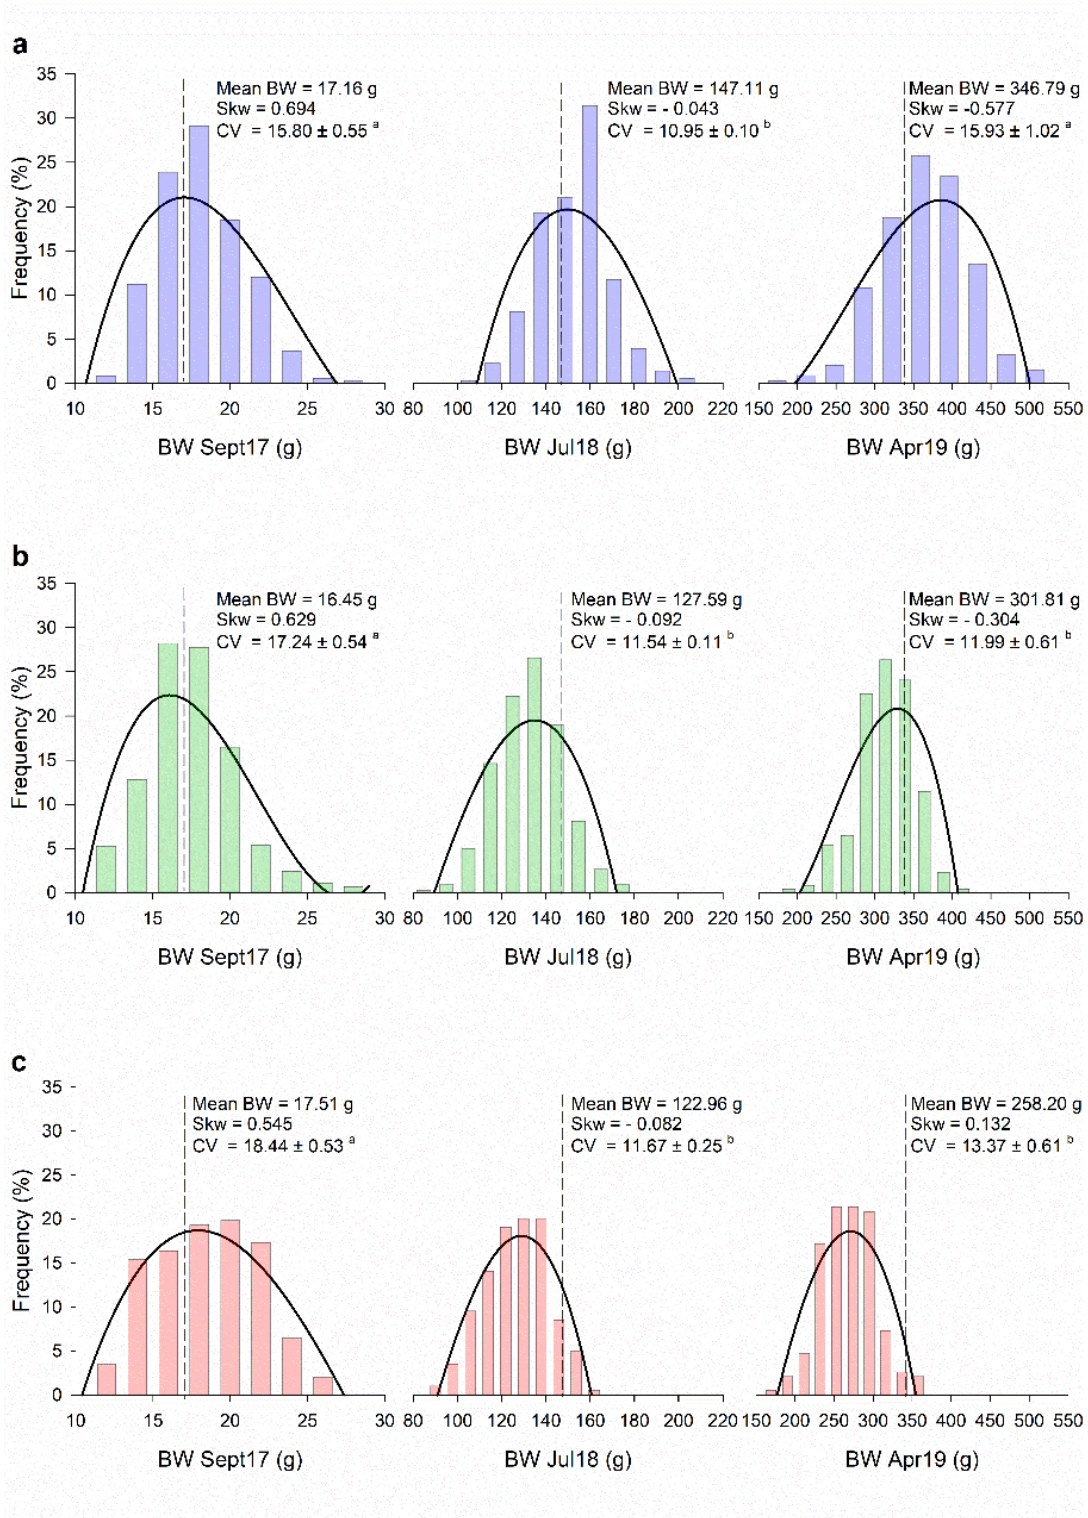 a
35
30
25
20
15
10
5
0
Frequency (%)
Mean BW = 17.16 g
Skw = 0.694
CV = 15.80 ± 0.55 a
10 15 20 25 30
BW Sept17 (g)
Mean BW = 147.11 g
Skw = - 0.043
CV = 10.95 ± 0.10 b
80 100 120 140 160 180 200 220
BW Jul18 (g)
Mean BW = 346.79 g
Skw = -0.577
CV = 15.93 ± 1.02 a
150 200 250 300 350 400 450 500 550
BW Apr19 (g)
b
35
30
25
20
15
10
5
0
Frequency (%)
Mean BW = 16.45 g
Skw = 0.629
CV = 17.24 ± 0.54 a
10 15 20 25 30
BW Sept17 (g)
Mean BW = 127.59 g
Skw = - 0.092
CV = 11.54 ± 0.11 b
80 100 120 140 160 180 200 220
BW Jul18 (g)
Mean BW = 301.81 g
Skw = - 0.304
CV = 11.99 ± 0.61 b
150 200 250 300 350 400 450 500 550
BW Apr19 (g)
c
35
30
25
20
15
10
5
0
Frequency (%)
Mean BW = 17.51 g
Skw = 0.545
CV = 18.44 ± 0.53 a
10 15 20 25 30
BW Sept17 (g)
Mean BW = 122.96 g
Skw = - 0.082
CV = 11.67 ± 0.25 b
80 100 120 140 160 180 200 220
BW Jul18 (g)
Mean BW = 258.20 g
Skw = 0.132
CV = 13.37 ± 0.61 b
150 200 250 300 350 400 450 500 550
BW Apr19 (g)